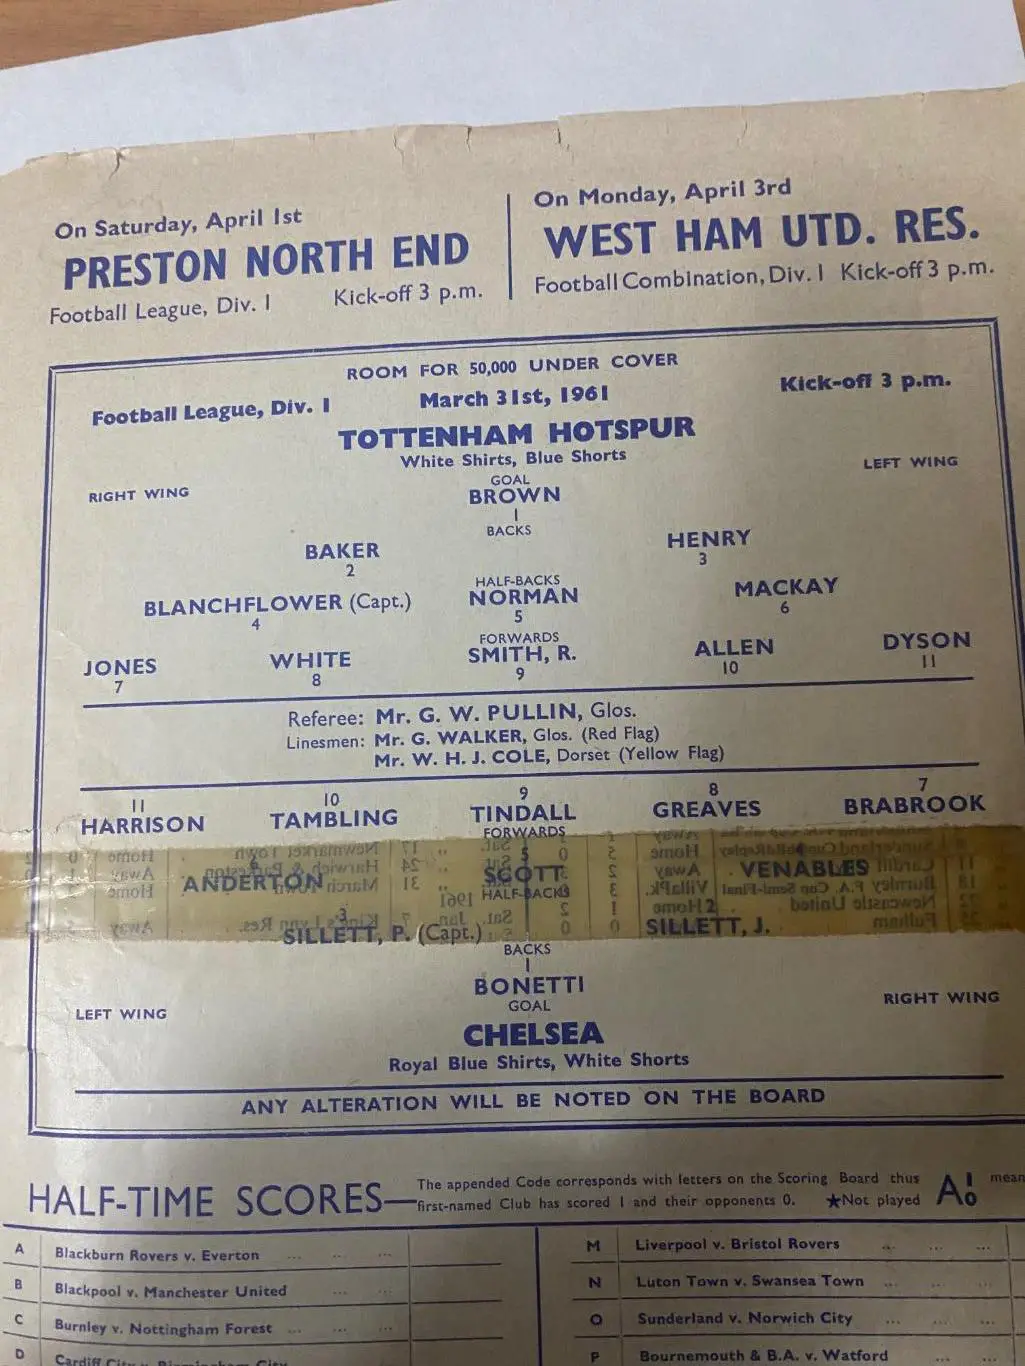 On Saturday, April 1st
PRESTON NORTH END
Football League, Div. I Kick-off 3 p.m.
On Monday, April 3rd
WEST HAM UTD. RES.
Football Combination, Div. I Kick-off 3 p.m.
ROOM FOR 50,000 UNDER COVER
Football League, Div. I March 31st, 1961 Kick-off 3 p.m.
TOTTENHAM HOTSPUR
White Shirts, Blue Shorts
RIGHT WING LEFT WING
GOAL
BROWN
1
BACKS
BAKER HENRY
2 3
HALF-BACKS
BLANCHFLOWER (Capt.) NORMAN MACKAY
4 5 6
FORWARDS
JONES WHITE SMITH, R. ALLEN DYSON
7 8 9 10 11
Referee: Mr. G. W. PULLIN, Glos.
Linesmen: Mr. G. WALKER, Glos. (Red Flag)
Mr. W. H. J. COLE, Dorset (Yellow Flag)
11 10 9 8 7
HARRISON TAMBLING TINDALL GREAVES BRABROOK
FORWARDS
ANDERTON SCOTT VENABLES
HALF-BACKS
3 2
SILLETT, P. (Capt.) SILLETT, J.
BACKS
1
BONETTI
GOAL
LEFT WING RIGHT WING
CHELSEA
Royal Blue Shirts, White Shorts
ANY ALTERATION WILL BE NOTED ON THE BOARD
HALF-TIME SCORES—
The appended Code corresponds with letters on the Scoring Board thus A 1 0 mean
first-named Club has scored 1 and their opponents 0. ★Not played
A Blackburn Rovers v. Everton ... ... ...
B Blackpool v. Manchester United ... ...
C Burnley v. Nottingham Forest ... ... ...
D Cardiff City v. Birmingham City ...
M Liverpool v. Bristol Rovers ... ... ...
N Luton Town v. Swansea Town ... ...
O Sunderland v. Norwich City ... ... ...
P Bournemouth & B.A. v. Watford ...